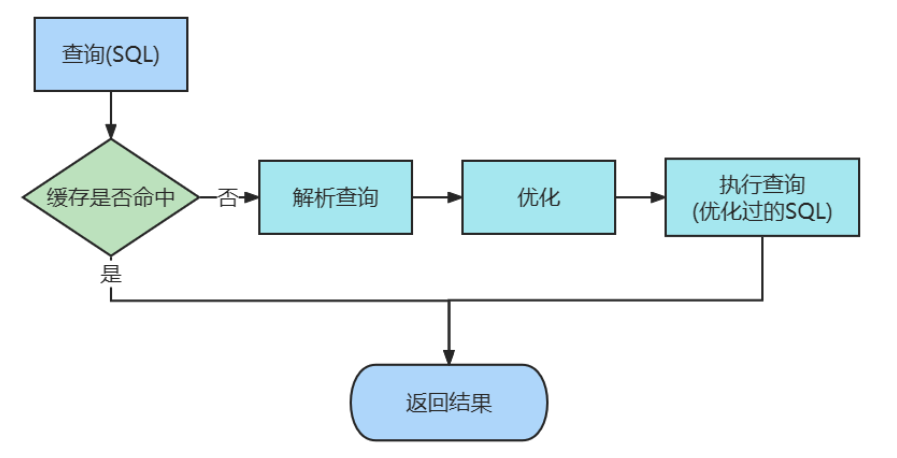 查询(SQL)
缓存是否命中
否
解析查询
优化
执行查询
(优化过的SQL)
是
返回结果